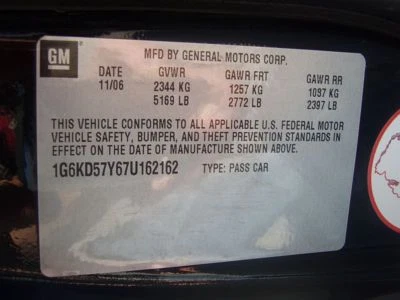 GM
MFD BY GENERAL MOTORS CORP.
DATE GVWR GAWR FRT GAWR RR
11/06 2344 KG 1257 KG 1087 KG
5169 LB 2772 LB 2397 LB
THIS VEHICLE CONFORMS TO ALL APPLICABLE U.S. FEDERAL MOTOR
VEHICLE SAFETY, BUMPER, AND THEFT PREVENTION STANDARDS IN
EFFECT ON THE DATE OF MANUFACTURE SHOWN ABOVE.
1G6KD57Y67U162162 TYPE: PASS CAR